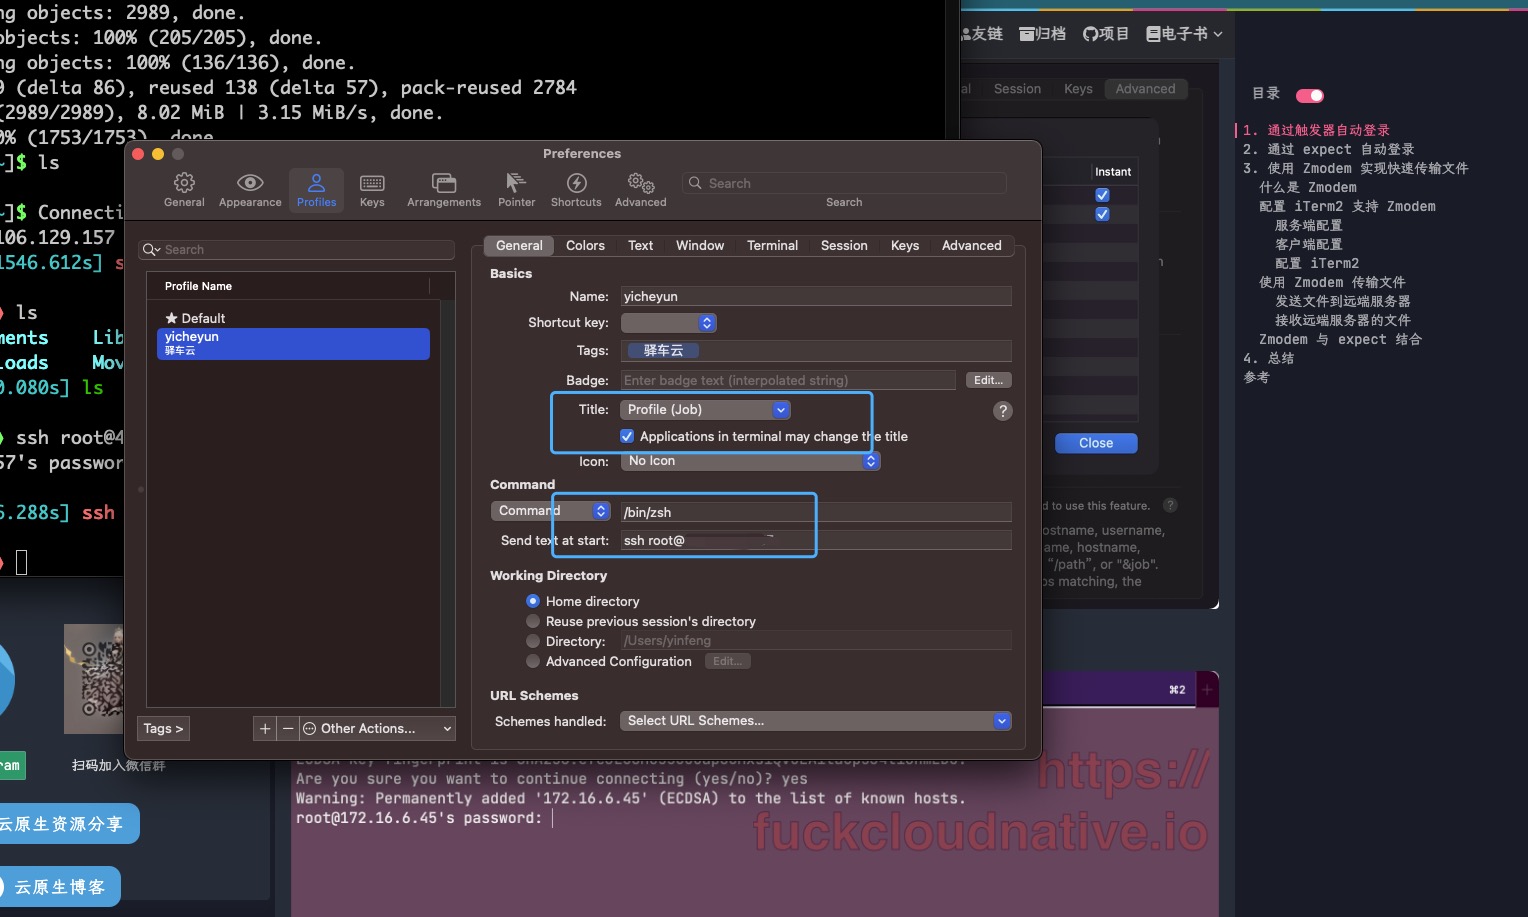 ng objects: 2989, done.
objects: 100% (205/205), done.
ng objects: 100% (136/136), done.
9 (delta 86), reused 138 (delta 57), pack-reused 2784
(2989/2989), 8.02 MiB | 3.15 MiB/s, done.
0% (1753/1753), done.
~]$ ls
~]$ Connecti
106.129.157
1546.612s] s
ls
ments Lib
loads Mov
0.080s] ls
ssh root@4
57's passwor
6.288s] ssh
Preferences
General
Appearance
Profiles
Keys
Arrangements
Pointer
Shortcuts
Advanced
Search
Search
Search
Profile Name
★ Default
yicheyun
驿车云
Tags >
+
−
Other Actions...
General
Colors
Text
Window
Terminal
Session
Keys
Advanced
Basics
Name: yicheyun
Shortcut key:
Tags: 驿车云
Badge: Enter badge text (interpolated string) Edit...
Title: Profile (Job) ?
Applications in terminal may change the title
Icon: No Icon
Command
Command /bin/zsh
Send text at start: ssh root@
Working Directory
Home directory
Reuse previous session's directory
Directory: /Users/yinfeng
Advanced Configuration Edit...
URL Schemes
Schemes handled: Select URL Schemes...
友链
归档
项目
电子书
al
Session
Keys
Advanced
Instant
Close
d to use this feature. ?
ostname, username,
ame, hostname,
"/path", or "&job".
ps matching, the
目录
1. 通过触发器自动登录
2. 通过 expect 自动登录
3. 使用 Zmodem 实现快速传输文件
什么是 Zmodem
配置 iTerm2 支持 Zmodem
服务端配置
客户端配置
配置 iTerm2
使用 Zmodem 传输文件
发送文件到远端服务器
接收远端服务器的文件
Zmodem 与 expect 结合
4. 总结
参考
⌘2
+
Are you sure you want to continue connecting (yes/no)? yes
Warning: Permanently added '172.16.6.45' (ECDSA) to the list of known hosts.
root@172.16.6.45's password:
https://
fuckcloudnative.io
ram
扫码加入微信群
云原生资源分享
云原生博客